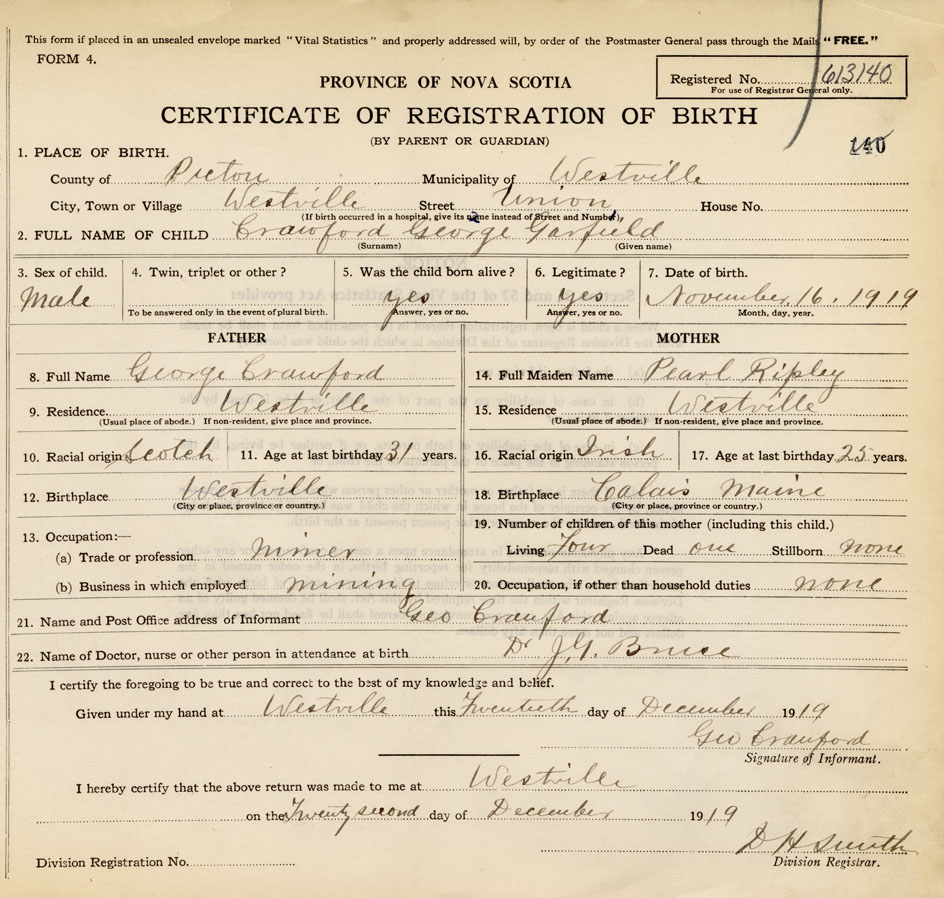 This form if placed in an unsealed envelope marked "Vital Statistics" and properly addressed will, by order of the Postmaster General pass through the Mails "FREE."
FORM 4.
Registered No. 613140
For use of Registrar General only.
PROVINCE OF NOVA SCOTIA
CERTIFICATE OF REGISTRATION OF BIRTH
(BY PARENT OR GUARDIAN)
140
1. PLACE OF BIRTH.
County of Pictou Municipality of Westville
City, Town or Village Westville Street Union House No.
(If birth occurred in a hospital, give its name instead of Street and Number),
2. FULL NAME OF CHILD Crawford George Garfield
(Surname) (Given name)
3. Sex of child. 4. Twin, triplet or other? 5. Was the child born alive? 6. Legitimate? 7. Date of birth.
Male yes yes November 16. 1919
To be answered only in the event of plural birth. Answer, yes or no. Answer, yes or no. Month, day, year.
FATHER MOTHER
8. Full Name George Crawford 14. Full Maiden Name Pearl Ripley
9. Residence Westville 15. Residence Westville
(Usual place of abode.) If non-resident, give place and province. (Usual place of abode.) If non-resident, give place and province.
10. Racial origin Scotch 11. Age at last birthday 31 years. 16. Racial origin Irish 17. Age at last birthday 25 years.
12. Birthplace Westville 18. Birthplace Calais Maine
(City or place, province or country.) (City or place, province or country.)
13. Occupation:— 19. Number of children of this mother (including this child.)
(a) Trade or profession miner Living Four Dead one Stillborn none
(b) Business in which employed mining 20. Occupation, if other than household duties none
21. Name and Post Office address of Informant Geo Crawford
22. Name of Doctor, nurse or other person in attendance at birth Dr J.G. Bruce
I certify the foregoing to be true and correct to the best of my knowledge and belief.
Given under my hand at Westville this Twentieth day of December 1919
Geo Crawford
Signature of Informant.
I hereby certify that the above return was made to me at Westville
on the Twenty second day of December 1919
D H Smith
Division Registrar.
Division Registration No.